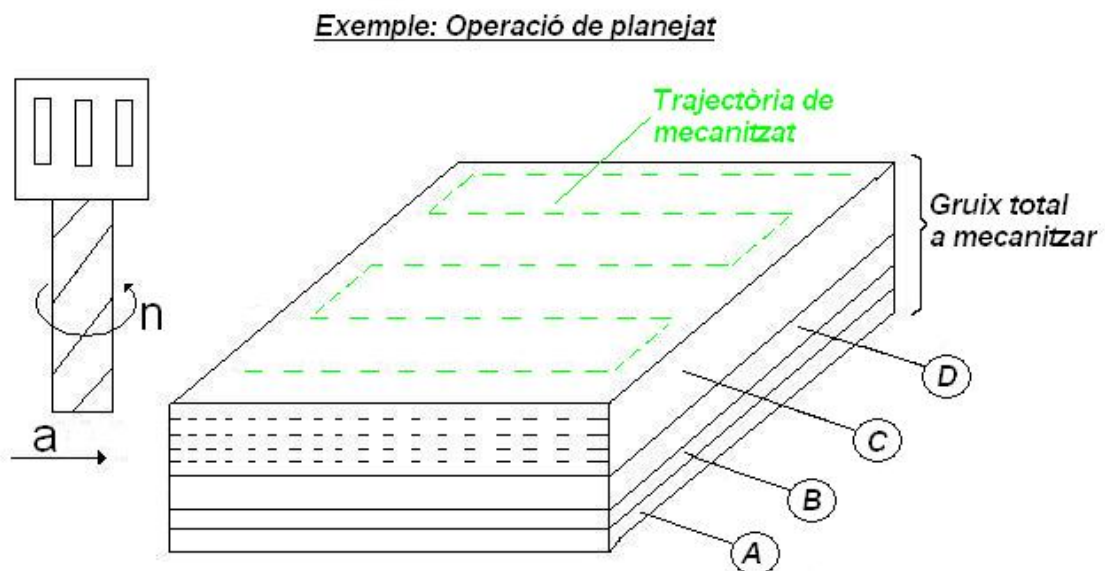 Exemple: Operació de planejat
Trajectòria de
mecanitzat
Gruix total
a mecanitzar
n
a
D
C
B
A